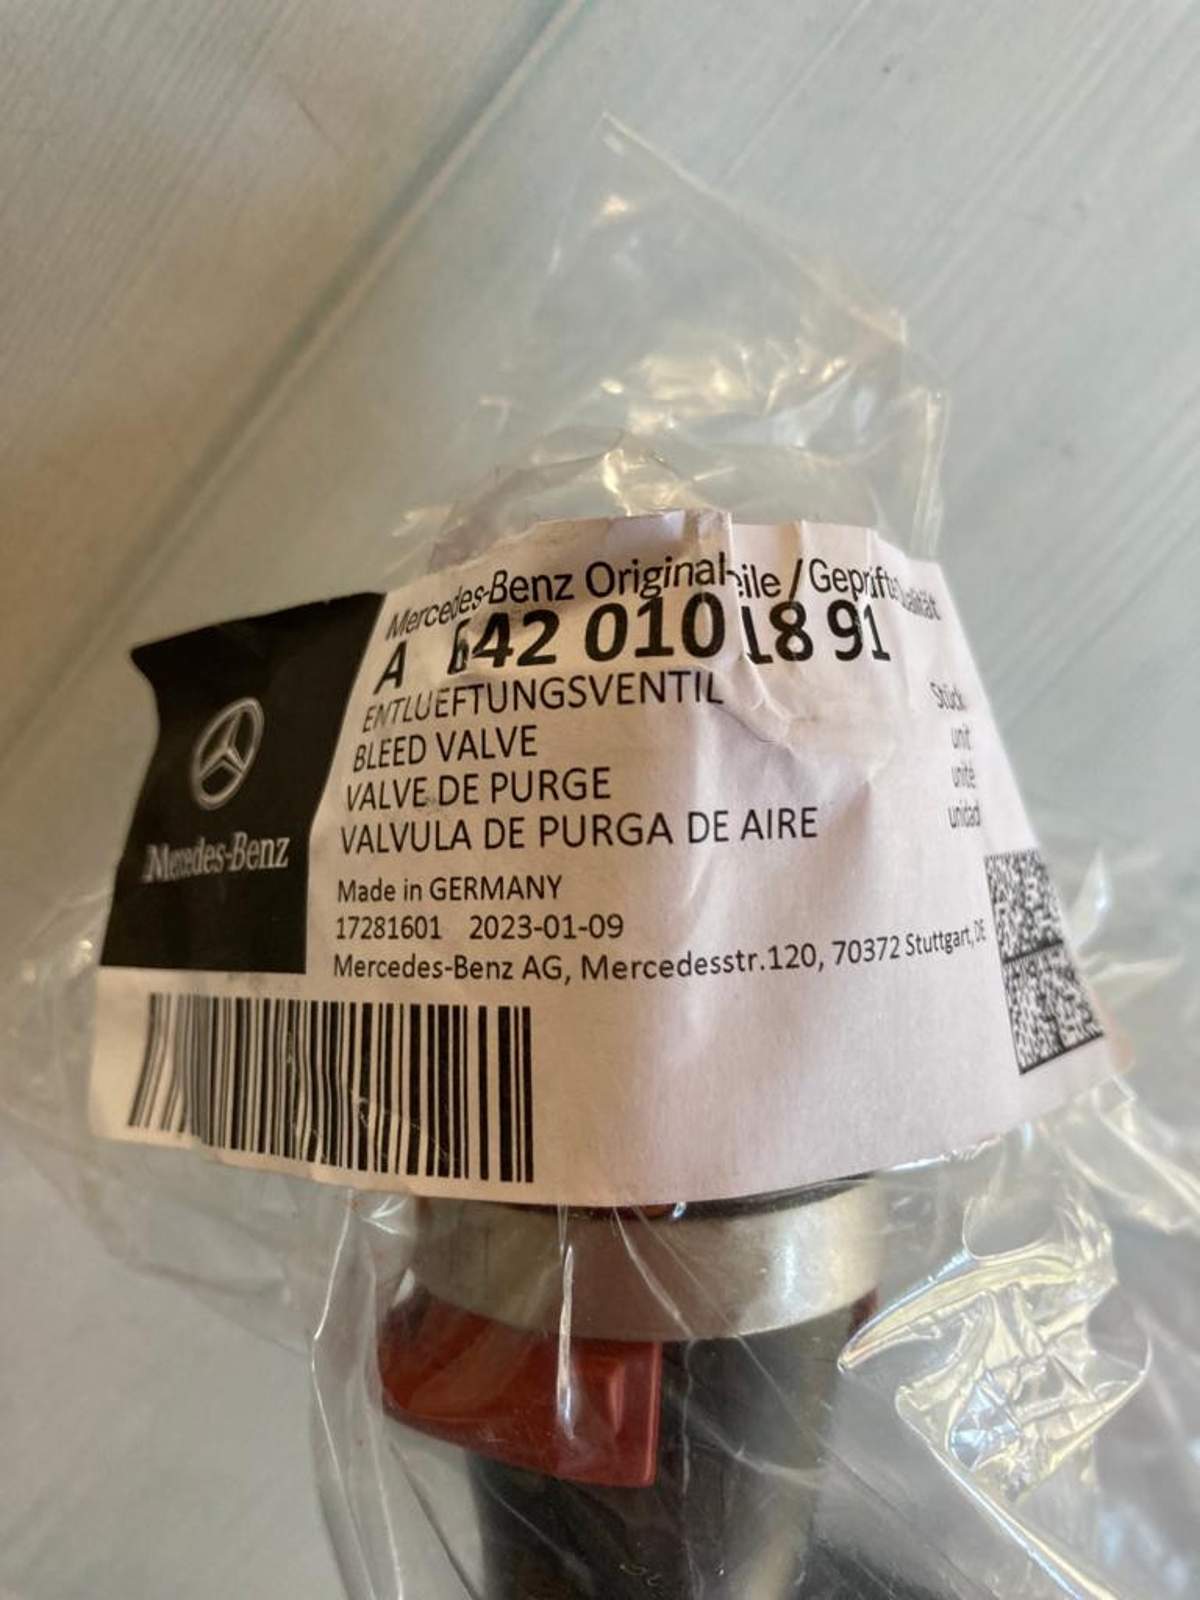 Mercedes-Benz Originalteile / Geprüfte Qualität
A 642 010 18 91
ENTLUEFTUNGSVENTIL
BLEED VALVE
VALVE DE PURGE
VALVULA DE PURGA DE AIRE
Stück
unit
unité
unidad
Mercedes-Benz
Made in GERMANY
17281601 2023-01-09
Mercedes-Benz AG, Mercedesstr.120, 70372 Stuttgart, DE